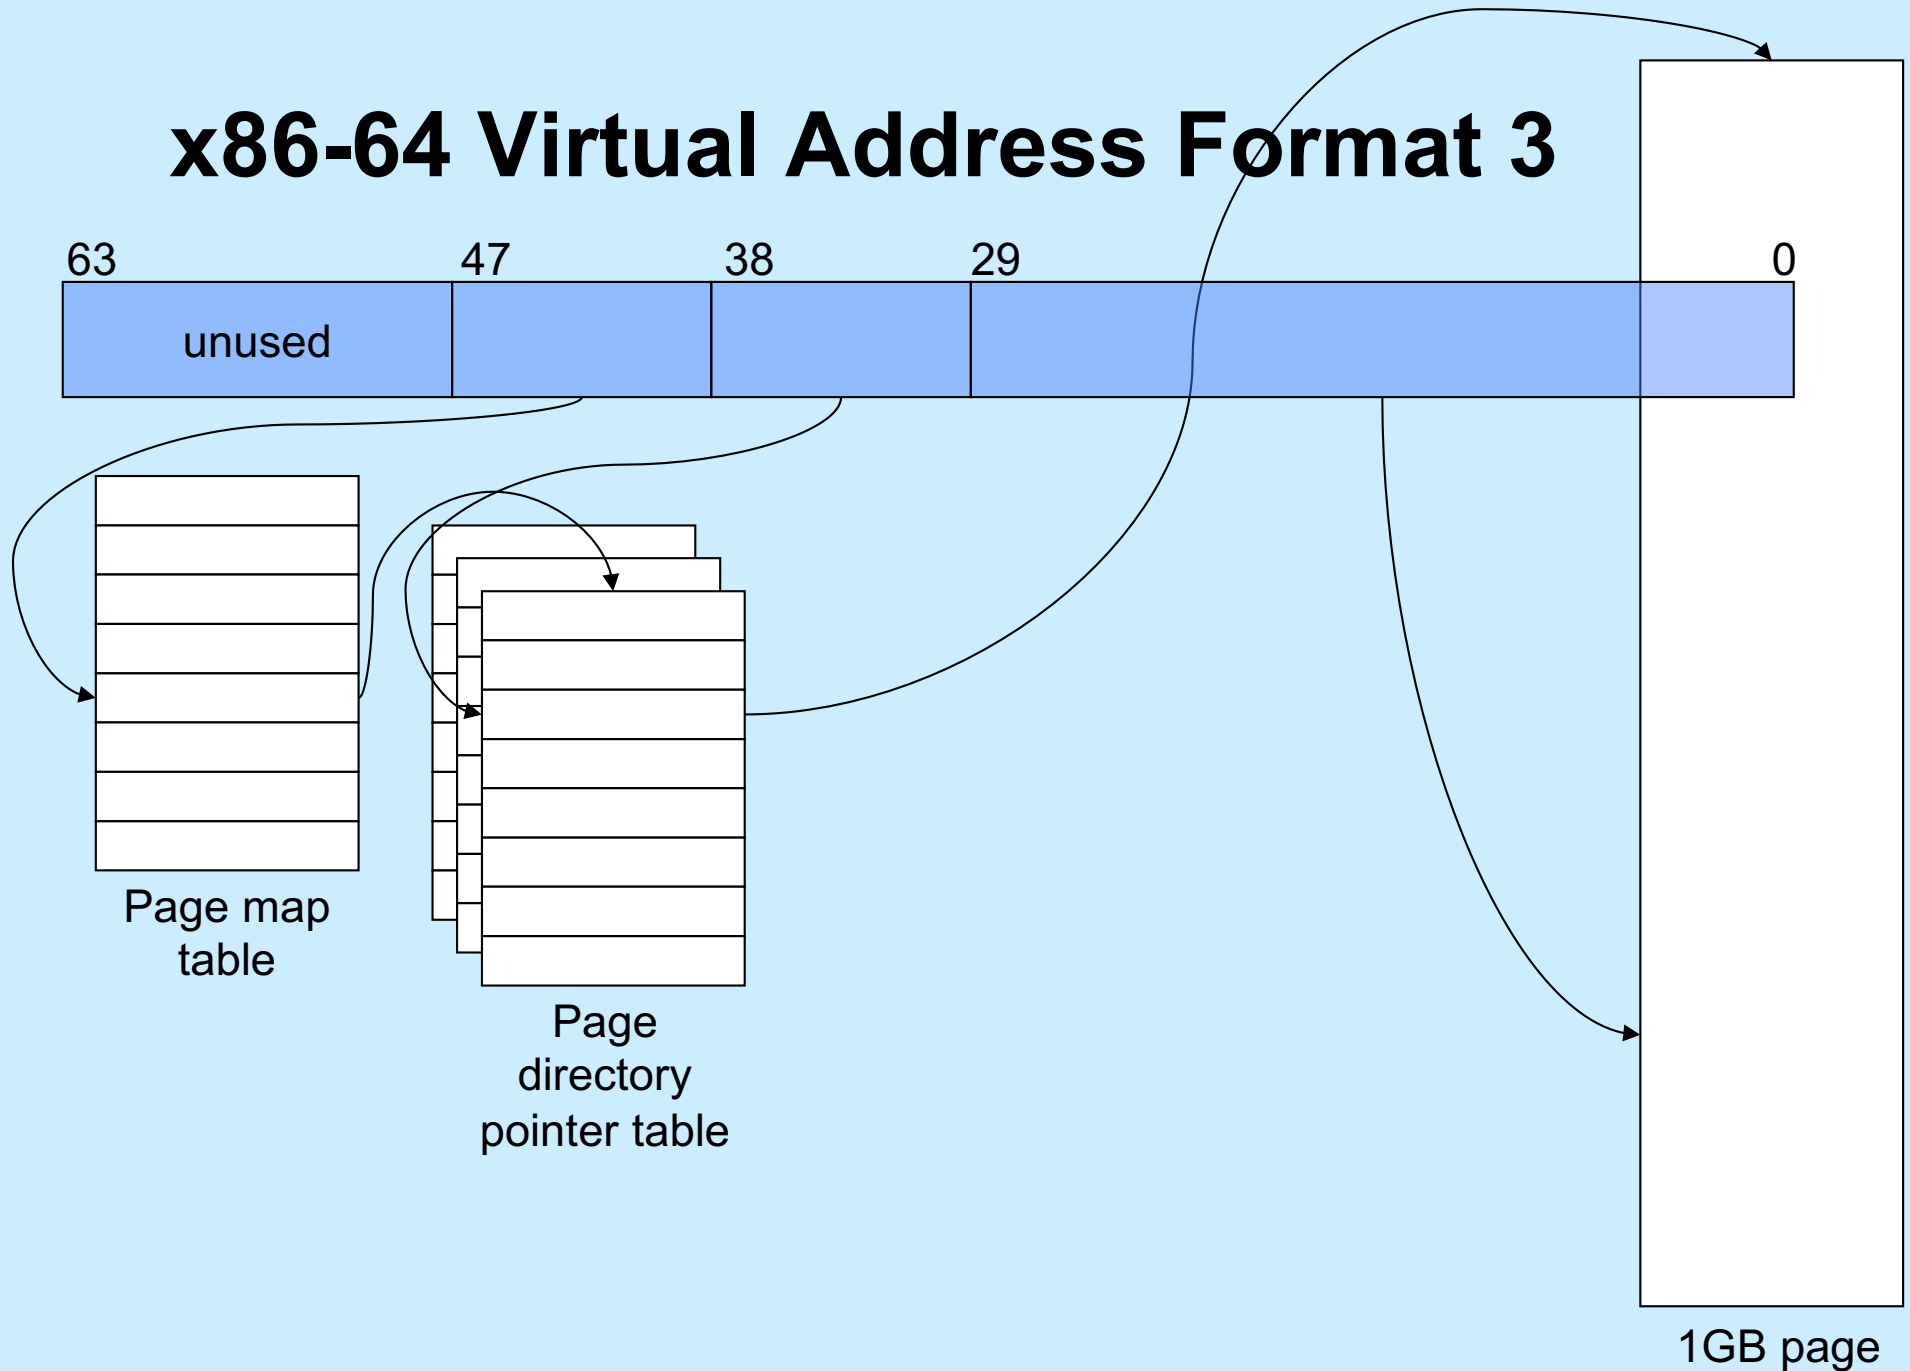 x86-64 Virtual Address Format 3
63 47 38 29 0
unused
Page map
table
Page
directory
pointer table
1GB page